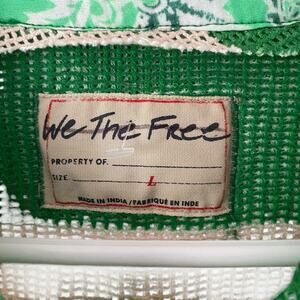 We The Free
PROPERTY OF.
SIZE L
MADE IN INDIA / FABRIQUÉ EN INDE